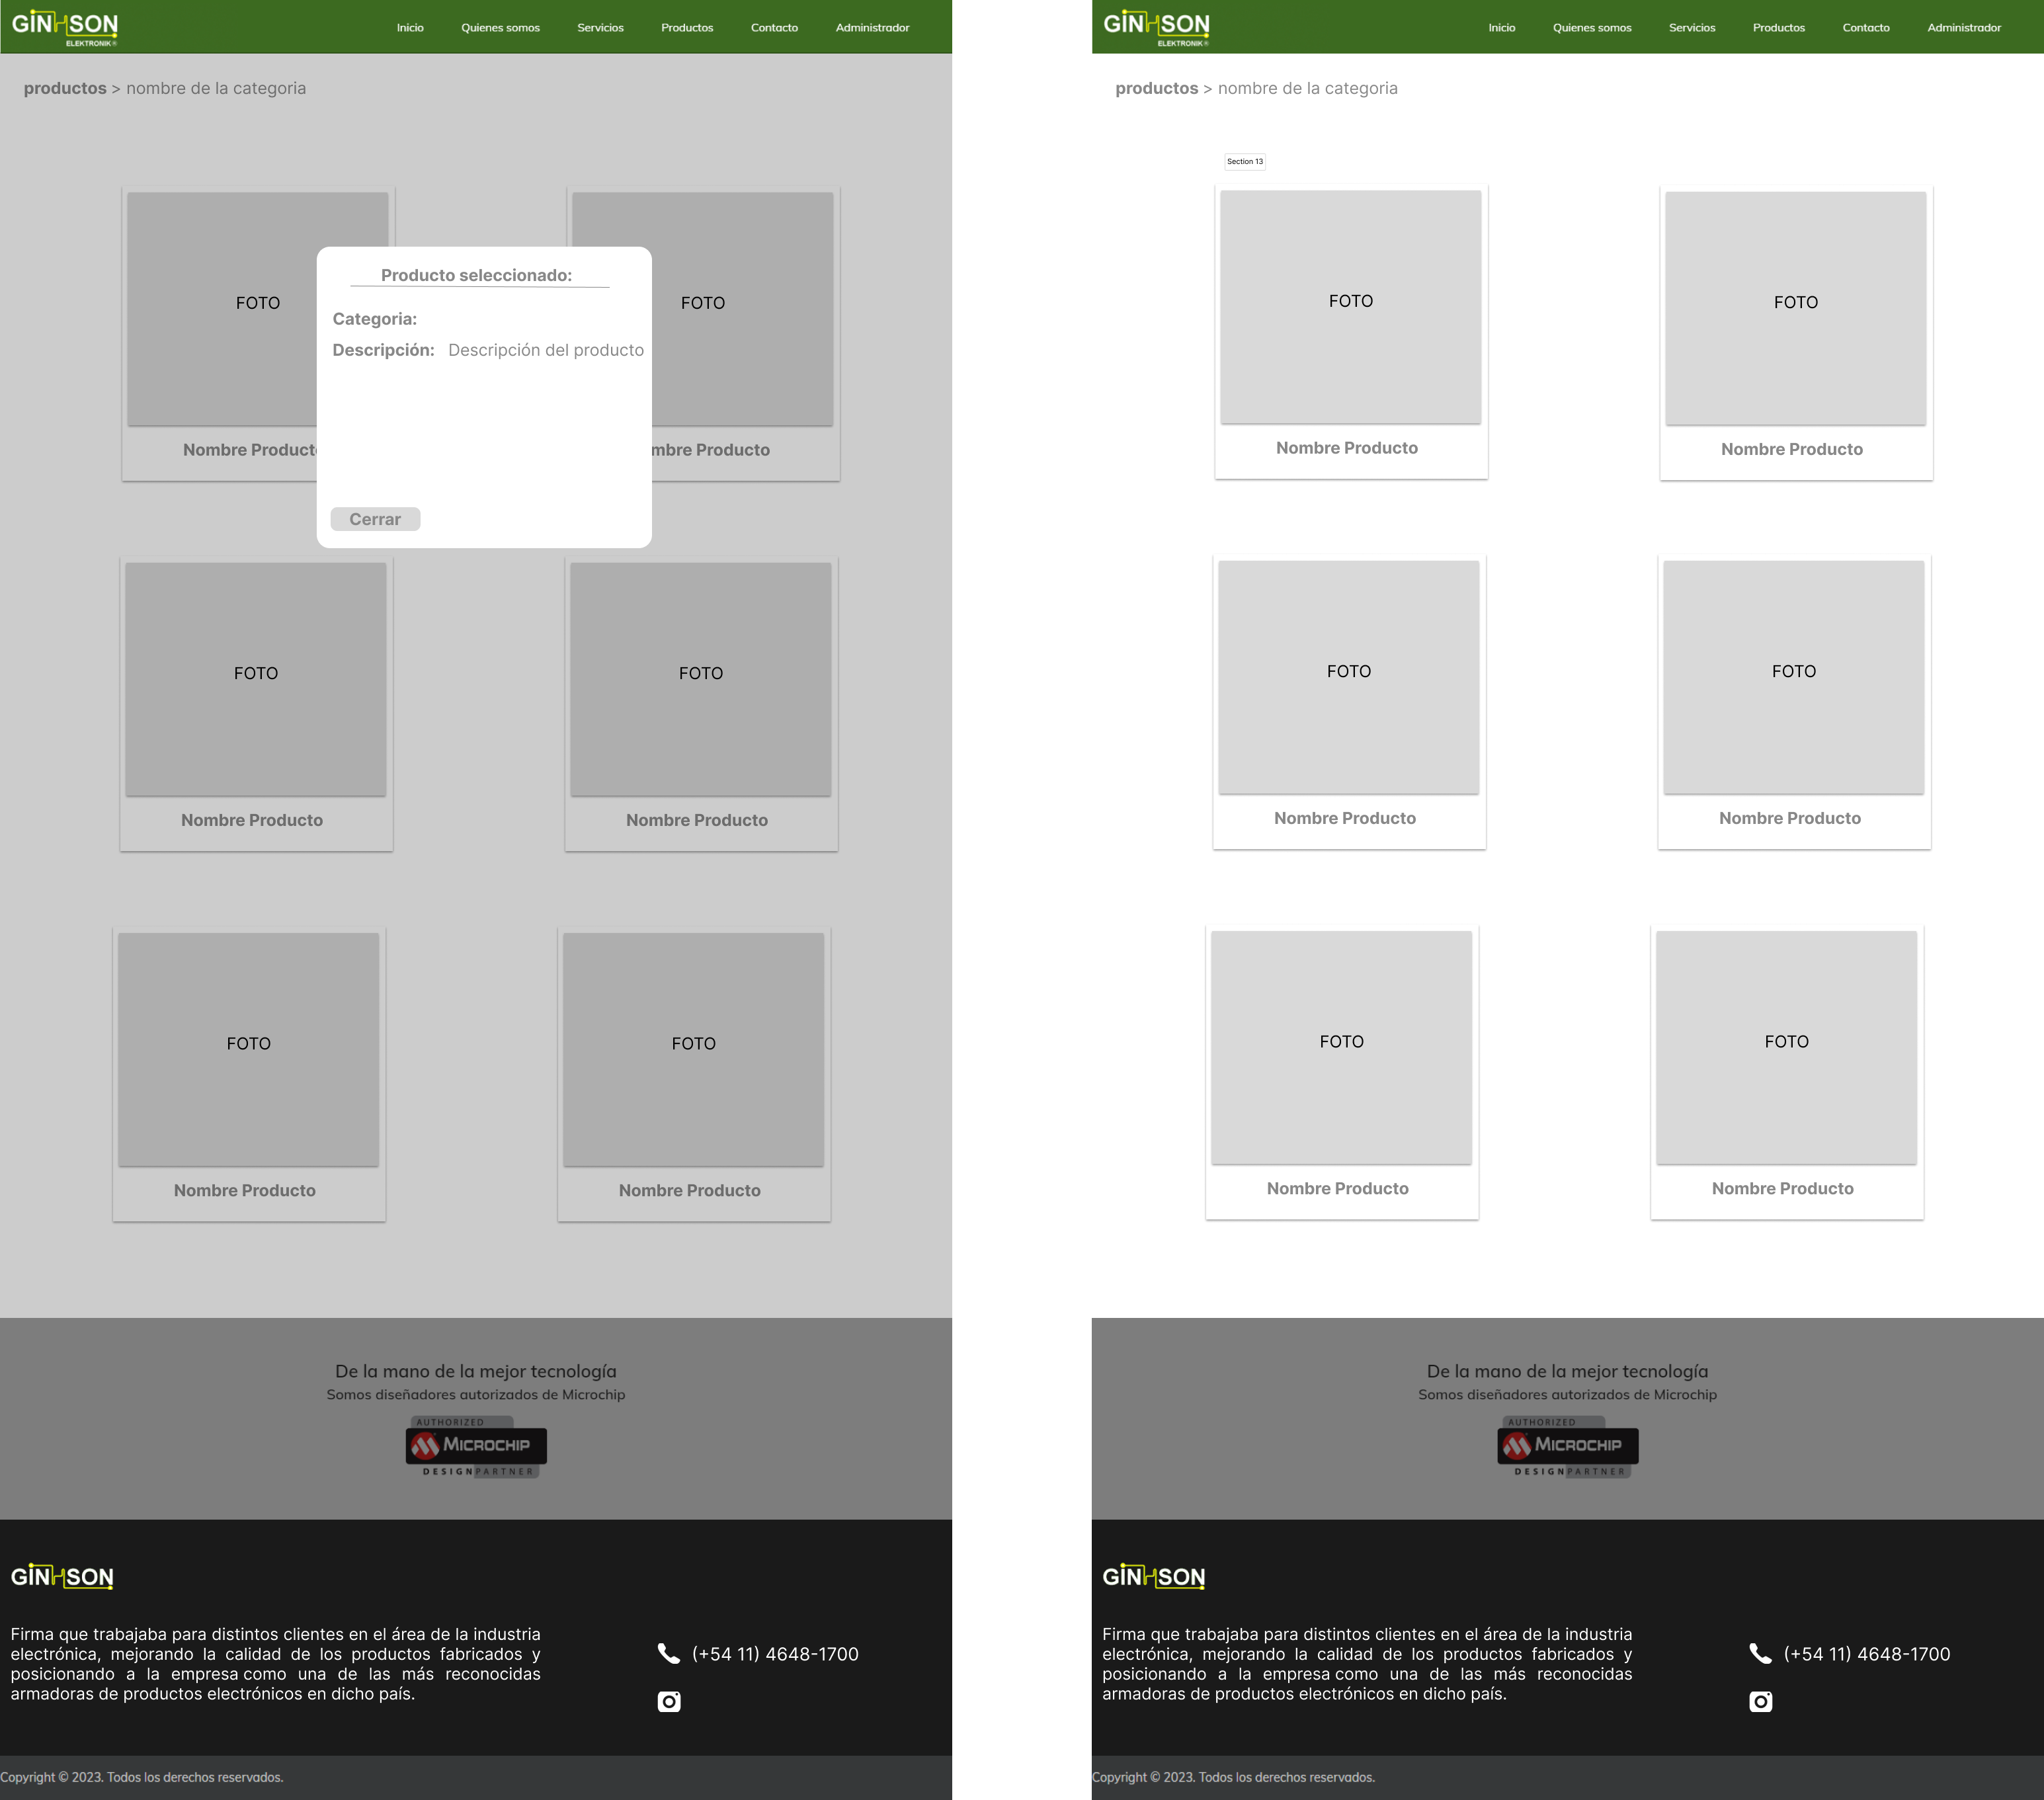 GINSON
ELEKTRONIK®
Inicio Quienes somos Servicios Productos Contacto Administrador
productos > nombre de la categoria
FOTO
FOTO
Producto seleccionado:
Categoria:
Descripción: Descripción del producto
Cerrar
Nombre Product
mbre Producto
FOTO
FOTO
Nombre Producto
Nombre Producto
FOTO
FOTO
Nombre Producto
Nombre Producto
De la mano de la mejor tecnología
Somos diseñadores autorizados de Microchip
AUTHORIZED
MICROCHIP
DESIGN PARTNER
GINSON
Firma que trabajaba para distintos clientes en el área de la industria
electrónica, mejorando la calidad de los productos fabricados y
posicionando a la empresa como una de las más reconocidas
armadoras de productos electrónicos en dicho país.
(+54 11) 4648-1700
Copyright © 2023. Todos los derechos reservados.
GINSON
ELEKTRONIK®
Inicio Quienes somos Servicios Productos Contacto Administrador
productos > nombre de la categoria
Section 13
FOTO
FOTO
Nombre Producto
Nombre Producto
FOTO
FOTO
Nombre Producto
Nombre Producto
FOTO
FOTO
Nombre Producto
Nombre Producto
De la mano de la mejor tecnología
Somos diseñadores autorizados de Microchip
AUTHORIZED
MICROCHIP
DESIGN PARTNER
GINSON
Firma que trabajaba para distintos clientes en el área de la industria
electrónica, mejorando la calidad de los productos fabricados y
posicionando a la empresa como una de las más reconocidas
armadoras de productos electrónicos en dicho país.
(+54 11) 4648-1700
Copyright © 2023. Todos los derechos reservados.